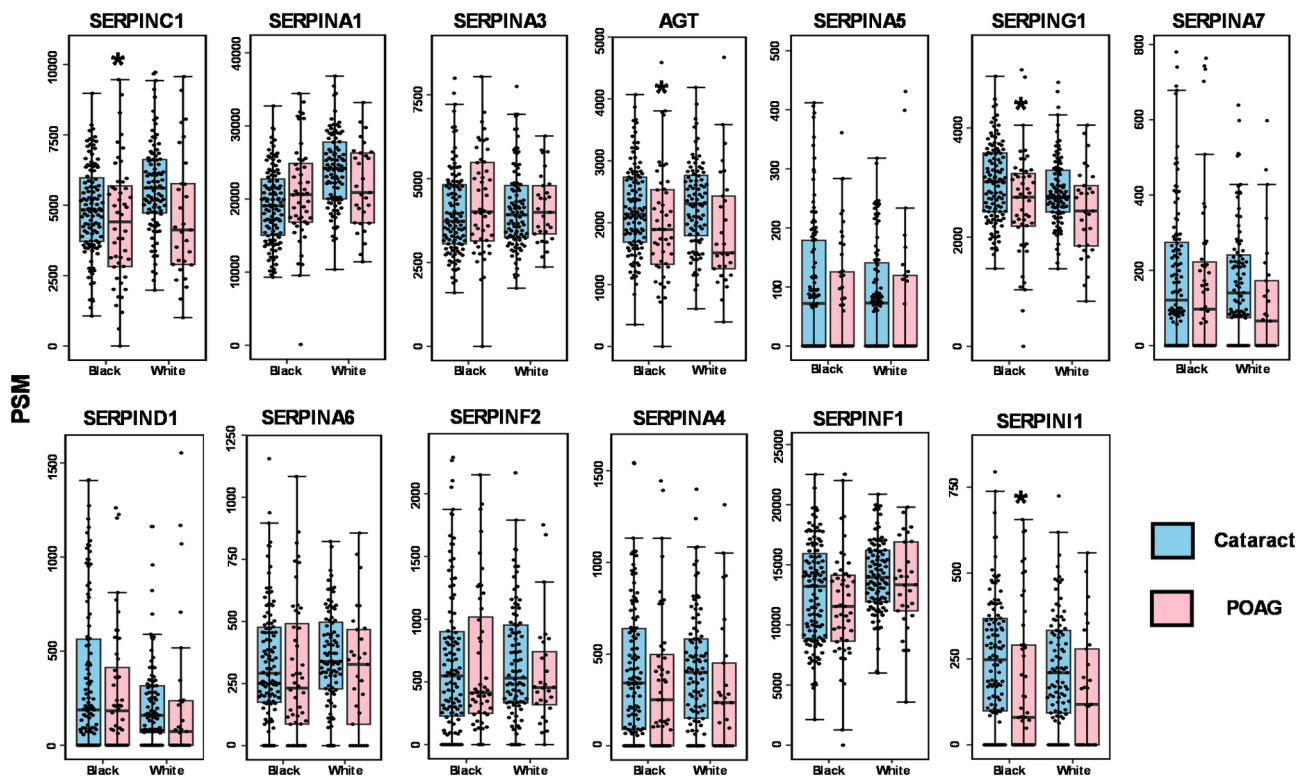 SERPINC1 SERPINA1 SERPINA3 AGT SERPINA5 SERPING1 SERPINA7
0 2500 5000 7500 10000
*
Black White
0 10000 20000 30000 40000
Black White
0 2500 5000 7500
Black White
0 1000 2000 3000 4000 5000
*
Black White
0 100 200 300 400 500
Black White
0 2000 4000
*
Black White
0 200 400 600 800
Black White
PSM
SERPIND1 SERPINA6 SERPINF2 SERPINA4 SERPINF1 SERPINI1
0 500 1000 1500
Black White
0 250 500 750 1000 1250
Black White
0 500 1000 1500 2000
Black White
0 500 1000 1500
Black White
0 5000 10000 15000 20000 25000
Black White
0 250 500 750
*
Black White
Cataract
POAG